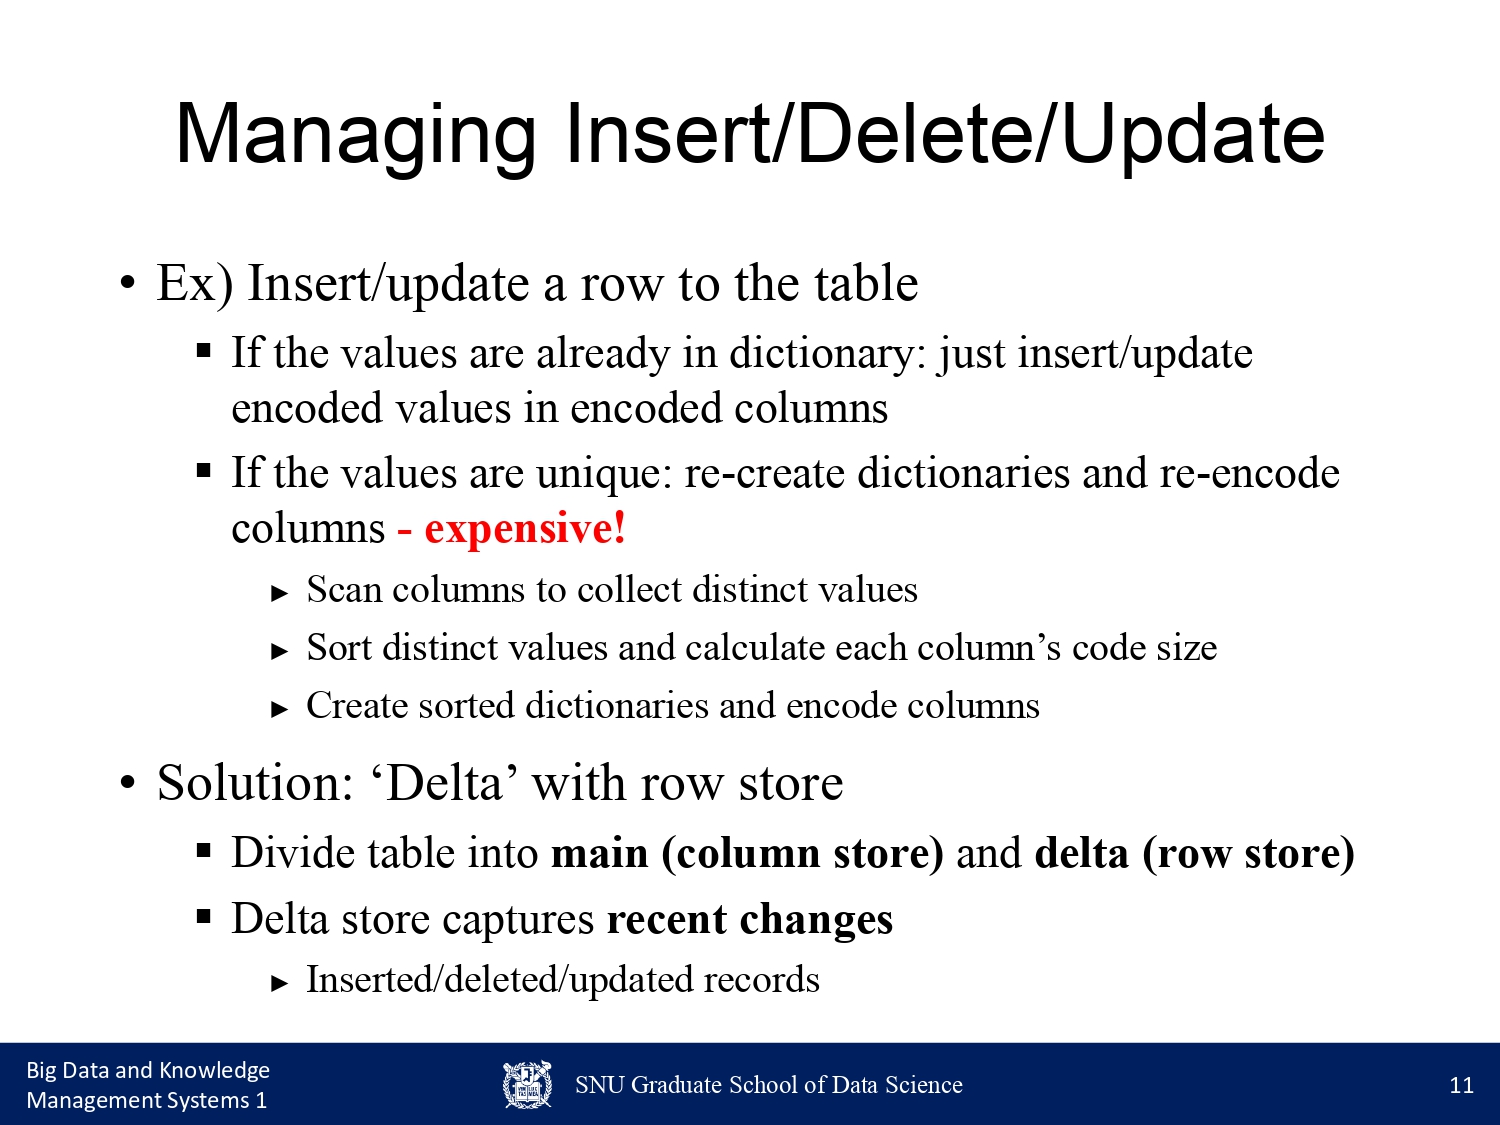 Managing Insert/Delete/Update
• Ex) Insert/update a row to the table
▪ If the values are already in dictionary: just insert/update
encoded values in encoded columns
▪ If the values are unique: re-create dictionaries and re-encode
columns - expensive!
► Scan columns to collect distinct values
► Sort distinct values and calculate each column’s code size
► Create sorted dictionaries and encode columns
• Solution: ‘Delta’ with row store
▪ Divide table into main (column store) and delta (row store)
▪ Delta store captures recent changes
► Inserted/deleted/updated records
Big Data and Knowledge
Management Systems 1
SNU Graduate School of Data Science
11